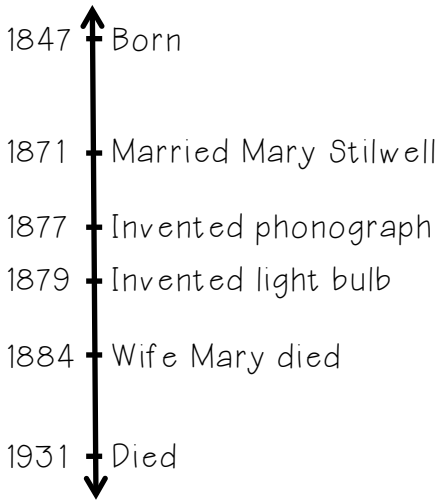 1847 Born
1871 Married Mary Stilwell
1877 Invented phonograph
1879 Invented light bulb
1884 Wife Mary died
1931 Died